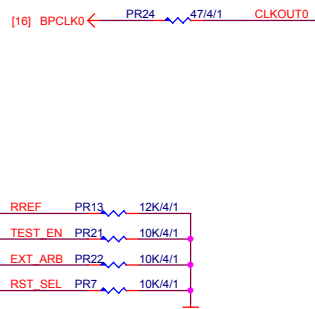 [16] BPCLK0 PR24 47/4/1 CLKOUT0
RREF PR13 12K/4/1
TEST_EN PR21 10K/4/1
EXT_ARB PR22 10K/4/1
RST_SEL PR7 10K/4/1